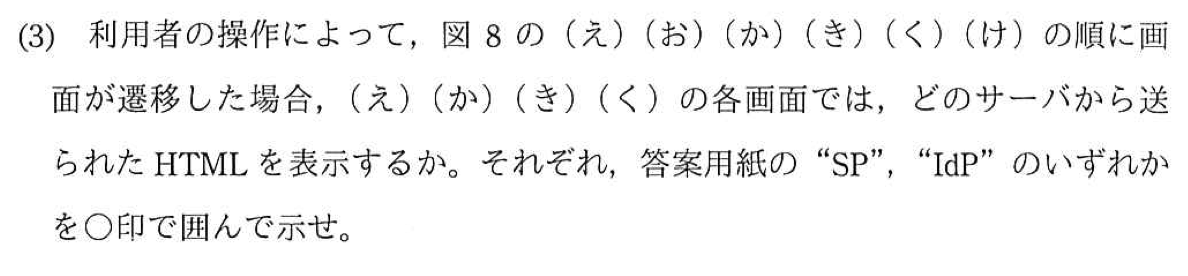 (3) 利用者の操作によって，図 8 の（え）（お）（か）（き）（く）（け）の順に画
面が遷移した場合，（え）（か）（き）（く）の各画面では，どのサーバから送
られた HTML を表示するか。それぞれ，答案用紙の “SP”，“IdP” のいずれか
を○印で囲んで示せ。